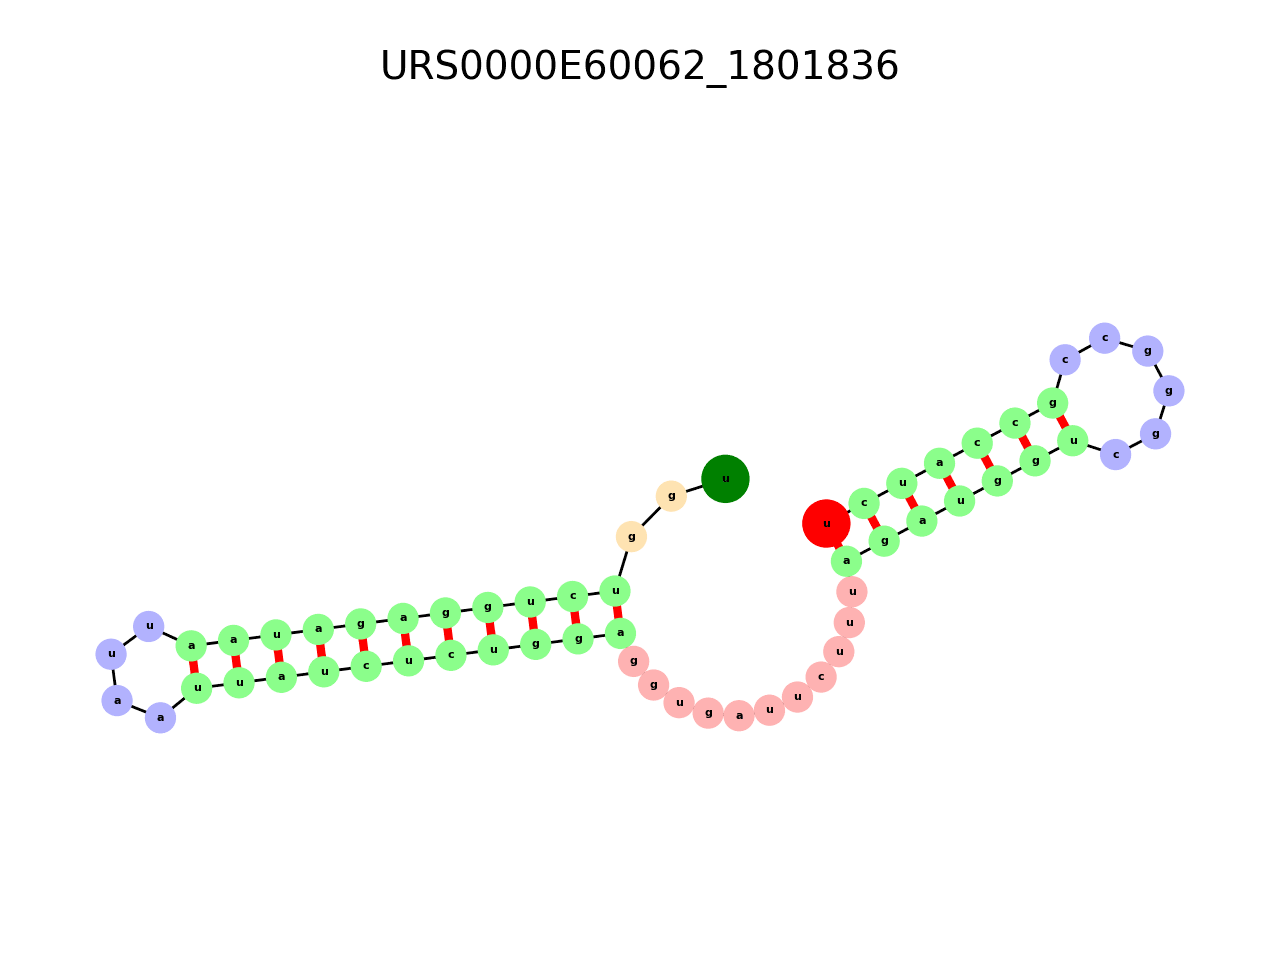 URS0000E60062_1801836
c c g g g c
u c u a c c g
a g a u g g u
u g g
a a u a g a g g u c u
u u a a
u u a u c u c u g g a
g g u g a u u c u u u